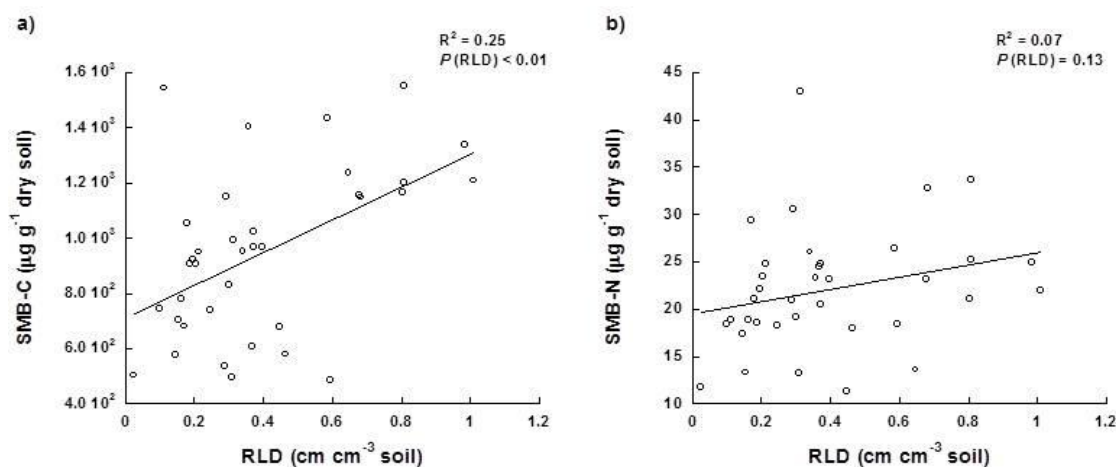 a)
R² = 0.25
P(RLD) < 0.01
SMB-C (µg g⁻¹ dry soil)
1.6 10³
1.4 10³
1.2 10³
1.0 10³
8.0 10²
6.0 10²
4.0 10²
0 0.2 0.4 0.6 0.8 1 1.2
RLD (cm cm⁻³ soil)
b)
R² = 0.07
P(RLD) = 0.13
SMB-N (µg g⁻¹ dry soil)
45
40
35
30
25
20
15
10
0 0.2 0.4 0.6 0.8 1 1.2
RLD (cm cm⁻³ soil)